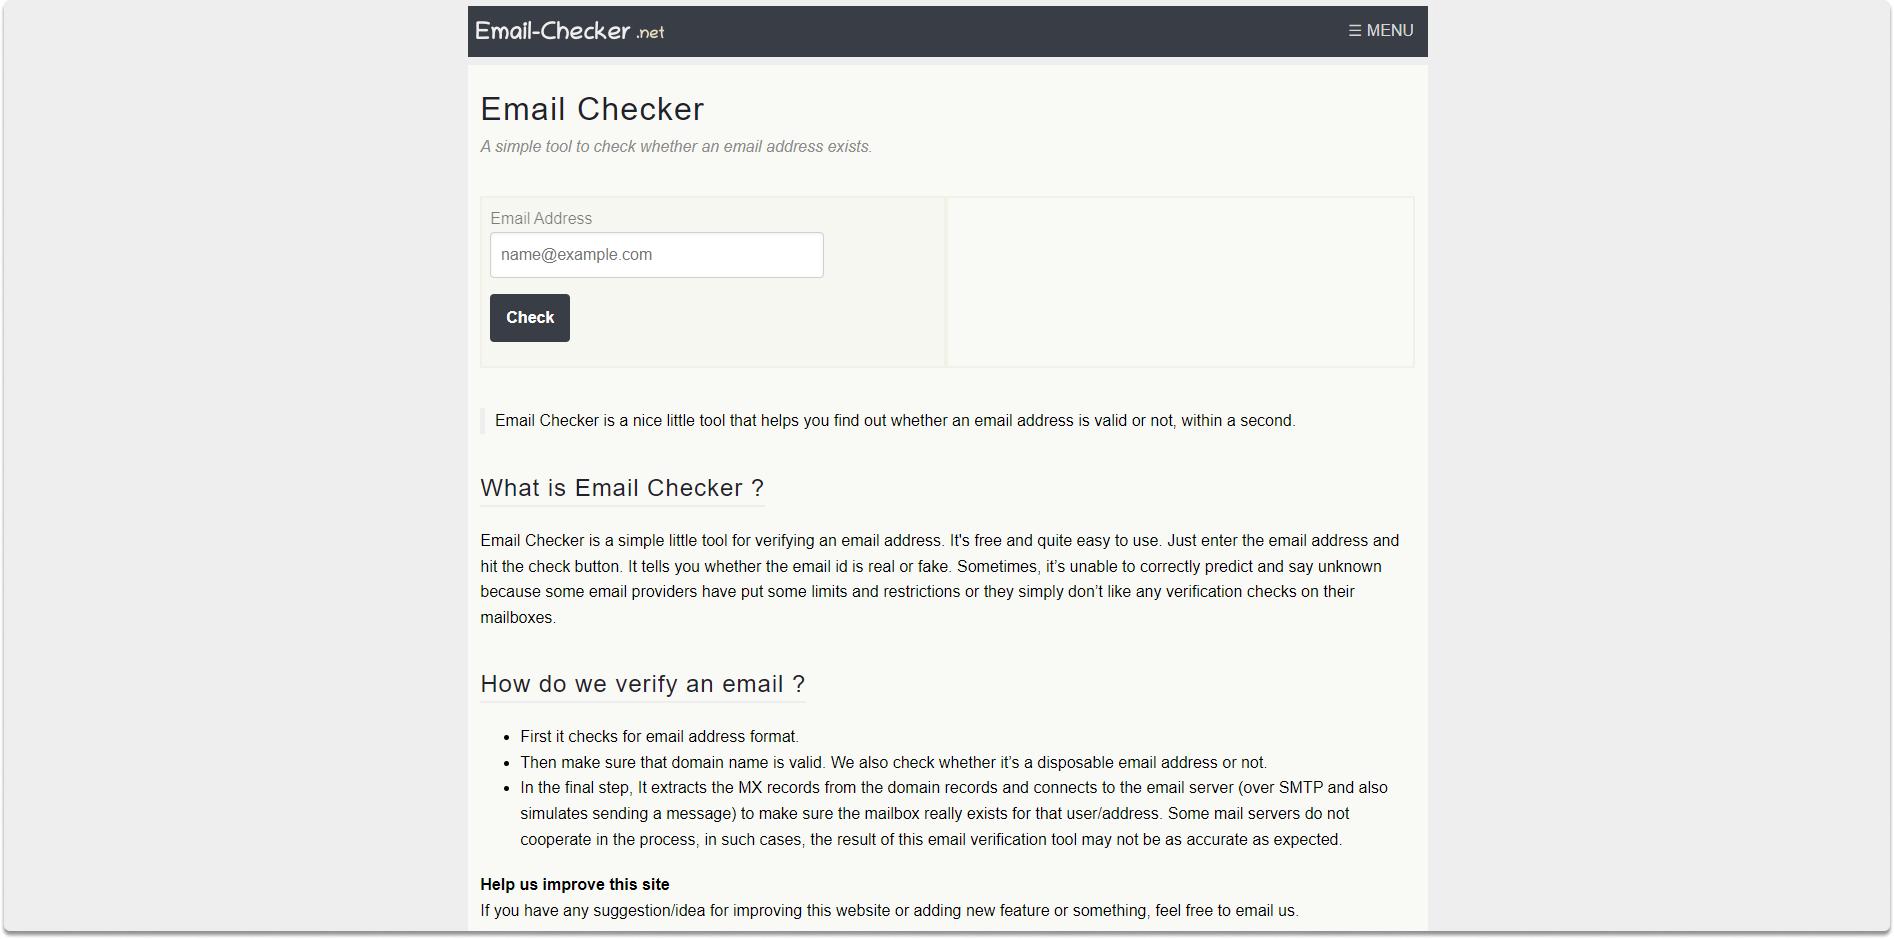 Email-Checker .net
☰ MENU
Email Checker
A simple tool to check whether an email address exists.
Email Address
name@example.com
Check
Email Checker is a nice little tool that helps you find out whether an email address is valid or not, within a second.
What is Email Checker ?
Email Checker is a simple little tool for verifying an email address. It's free and quite easy to use. Just enter the email address and
hit the check button. It tells you whether the email id is real or fake. Sometimes, it’s unable to correctly predict and say unknown
because some email providers have put some limits and restrictions or they simply don’t like any verification checks on their
mailboxes.
How do we verify an email ?
• First it checks for email address format.
• Then make sure that domain name is valid. We also check whether it’s a disposable email address or not.
• In the final step, It extracts the MX records from the domain records and connects to the email server (over SMTP and also
simulates sending a message) to make sure the mailbox really exists for that user/address. Some mail servers do not
cooperate in the process, in such cases, the result of this email verification tool may not be as accurate as expected.
Help us improve this site
If you have any suggestion/idea for improving this website or adding new feature or something, feel free to email us.